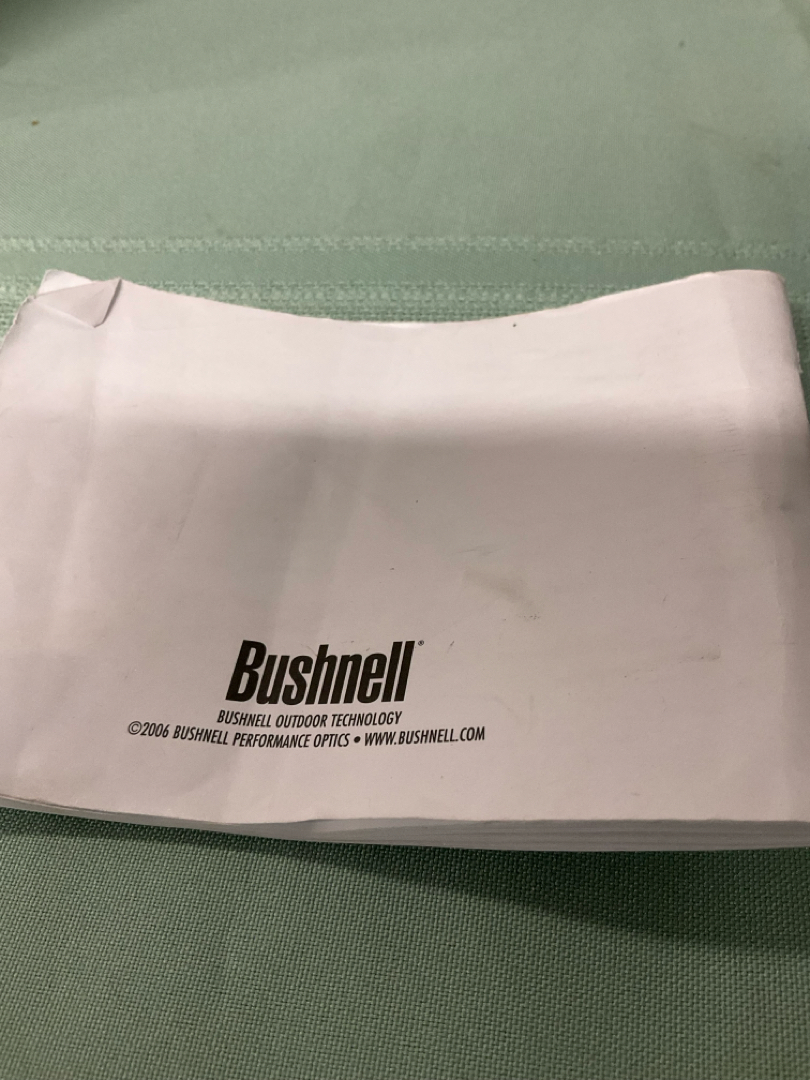 Bushnell®
BUSHNELL OUTDOOR TECHNOLOGY
©2006 BUSHNELL PERFORMANCE OPTICS • WWW.BUSHNELL.COM